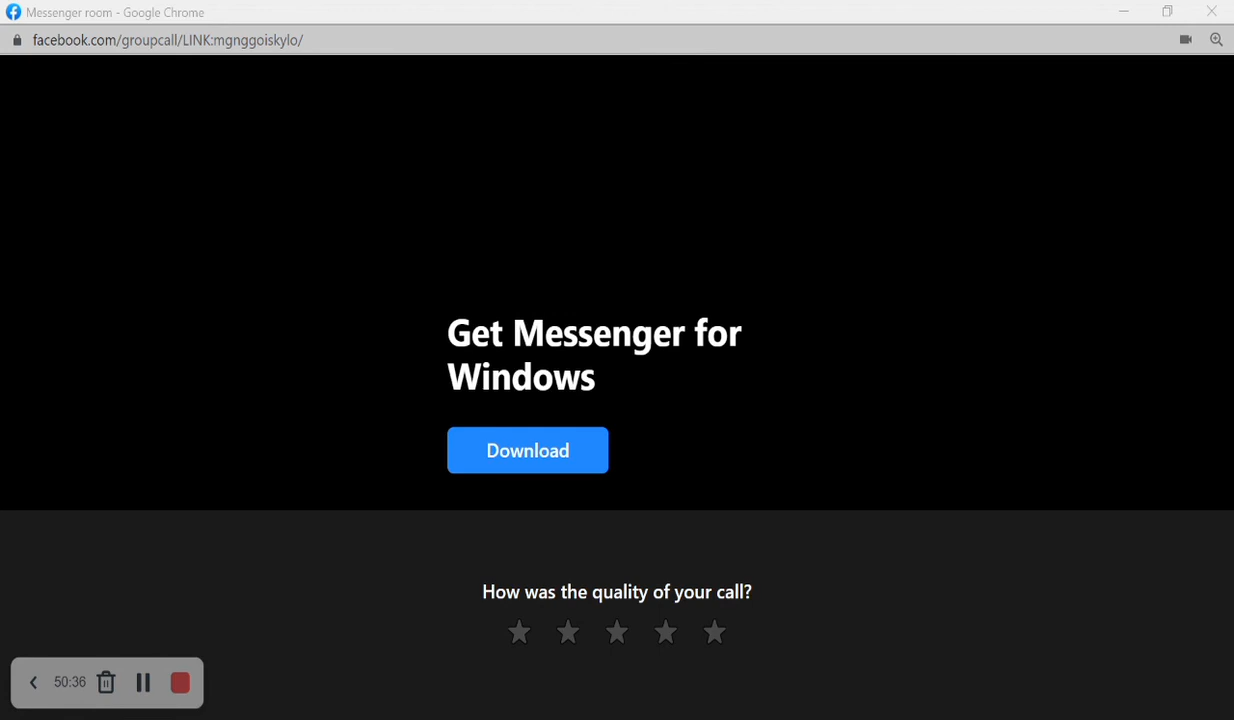 Messenger room - Google Chrome
facebook.com/groupcall/LINK:mgnggoiskylo/
Get Messenger for
Windows
Download
How was the quality of your call?
50:36